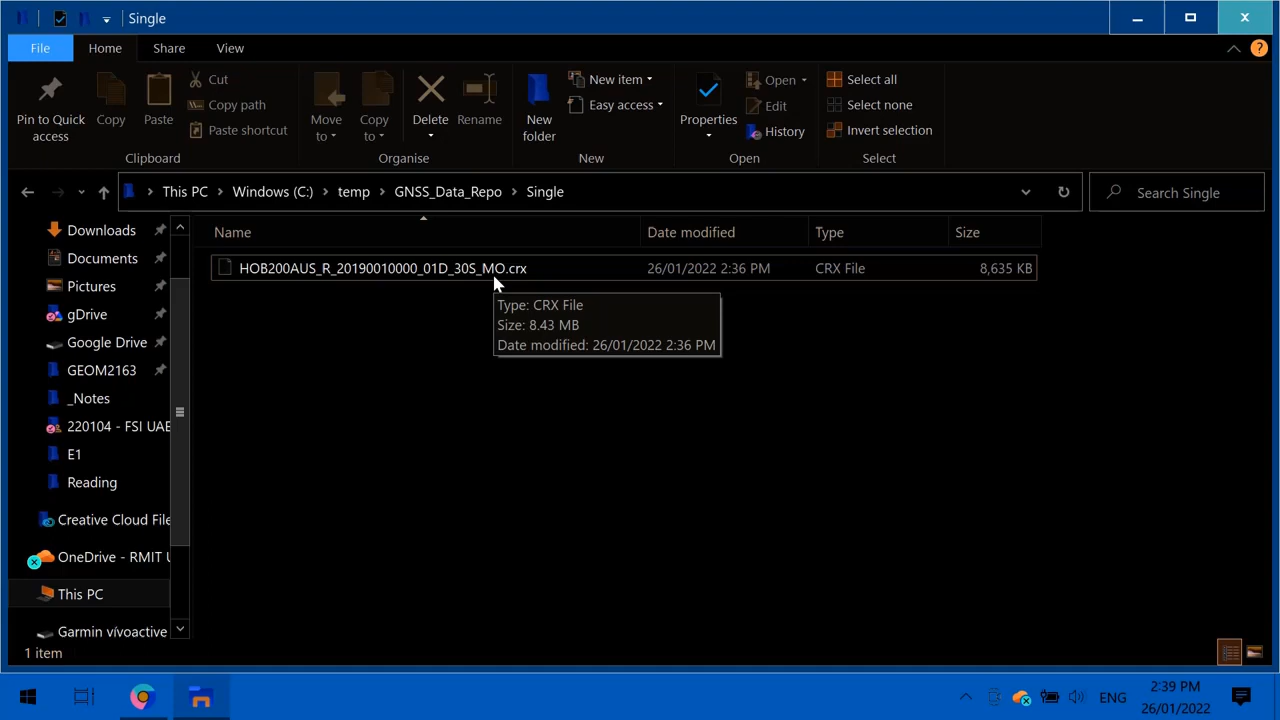 Single
File Home Share View
Pin to Quick access
Copy
Paste
Cut
Copy path
Paste shortcut
Clipboard
Move to
Copy to
Delete
Rename
Organise
New folder
New item
Easy access
New
Properties
Open
Edit
History
Open
Select all
Select none
Invert selection
Select
This PC Windows (C:) temp GNSS_Data_Repo Single
Search Single
Name Date modified Type Size
HOB200AUS_R_20190010000_01D_30S_MO.crx 26/01/2022 2:36 PM CRX File 8,635 KB
Type: CRX File
Size: 8.43 MB
Date modified: 26/01/2022 2:36 PM
Downloads
Documents
Pictures
gDrive
Google Drive
GEOM2163
_Notes
220104 - FSI UAE
E1
Reading
Creative Cloud File
OneDrive - RMIT U
This PC
Garmin vívoactive
1 item
ENG
2:39 PM
26/01/2022